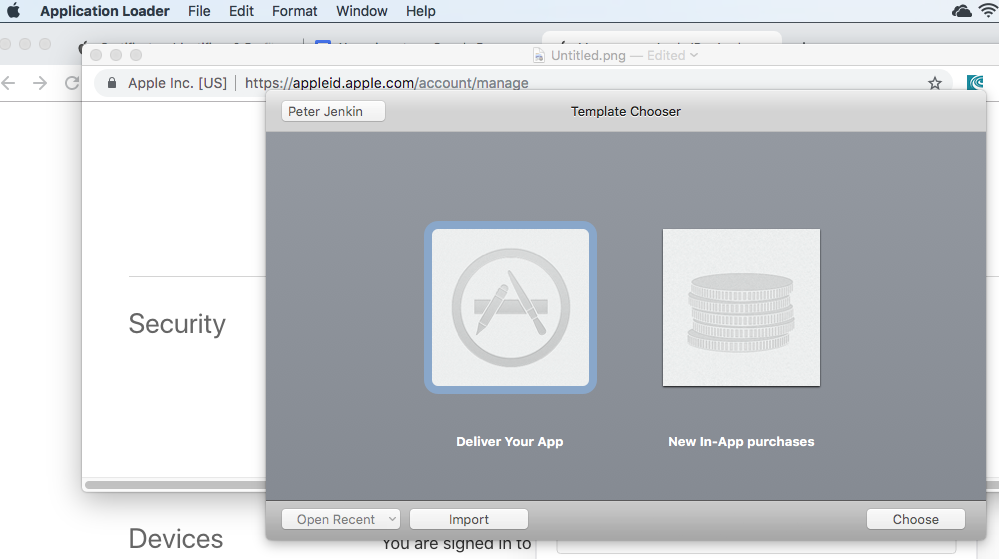 Application Loader File Edit Format Window Help
Untitled.png — Edited
Apple Inc. [US] https://appleid.apple.com/account/manage
Peter Jenkin
Template Chooser
Security
Deliver Your App
New In-App purchases
Open Recent
Import
Choose
Devices
You are signed in to